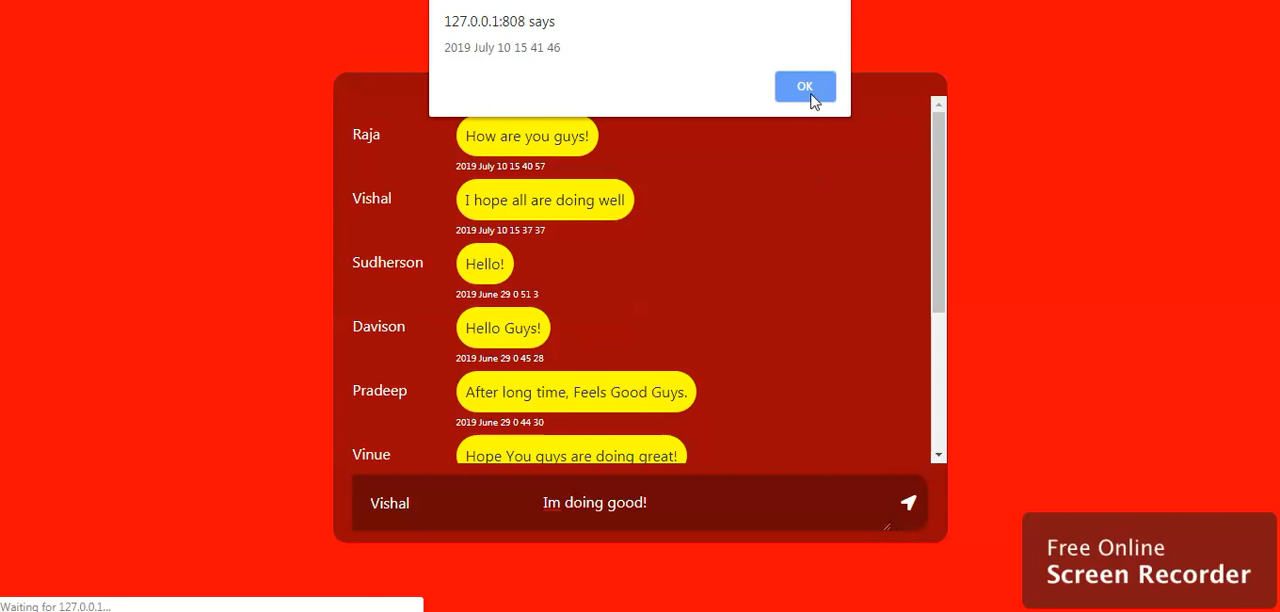 127.0.0.1:808 says
2019 July 10 15 41 46
OK
Raja
How are you guys!
2019 July 10 15 40 57
Vishal
I hope all are doing well
2019 July 10 15 37 37
Sudherson
Hello!
2019 June 29 0 51 3
Davison
Hello Guys!
2019 June 29 0 45 28
Pradeep
After long time, Feels Good Guys.
2019 June 29 0 44 30
Vinue
Hope You guys are doing great!
Vishal
Im doing good!
Free Online
Screen Recorder
Waiting for 127.0.0.1...